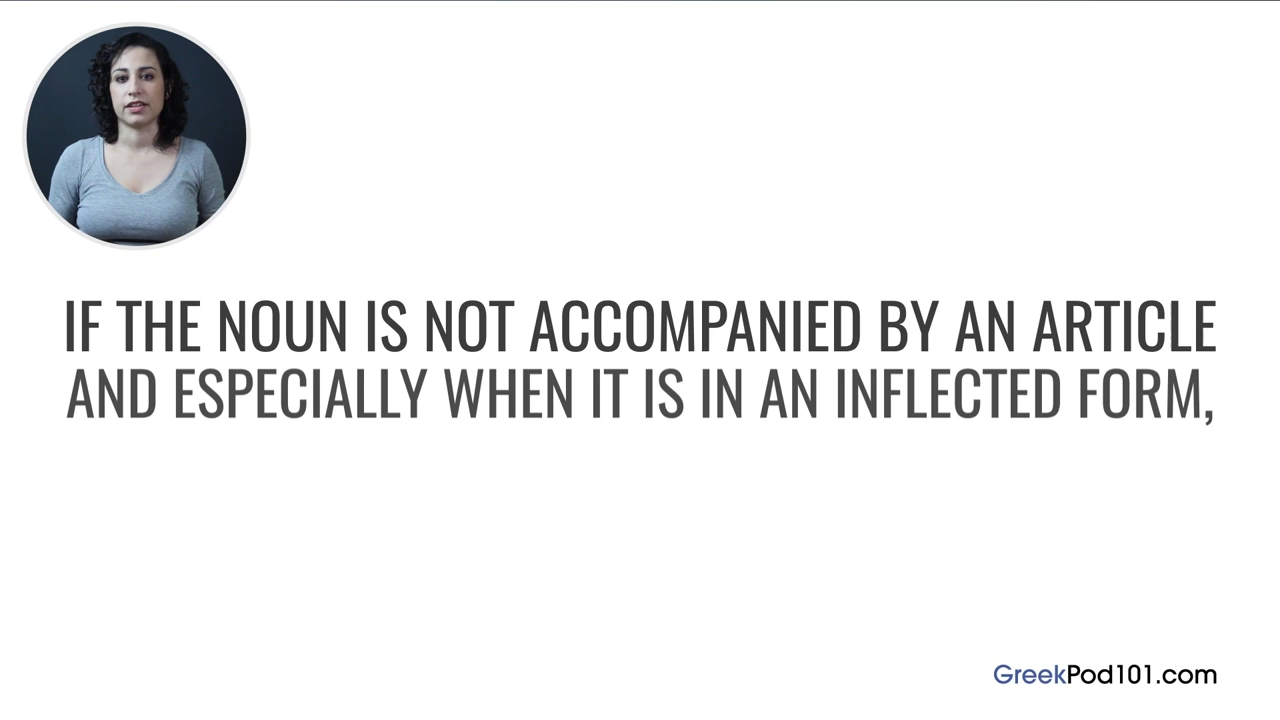 IF THE NOUN IS NOT ACCOMPANIED BY AN ARTICLE
AND ESPECIALLY WHEN IT IS IN AN INFLECTED FORM,
GreekPod101.com